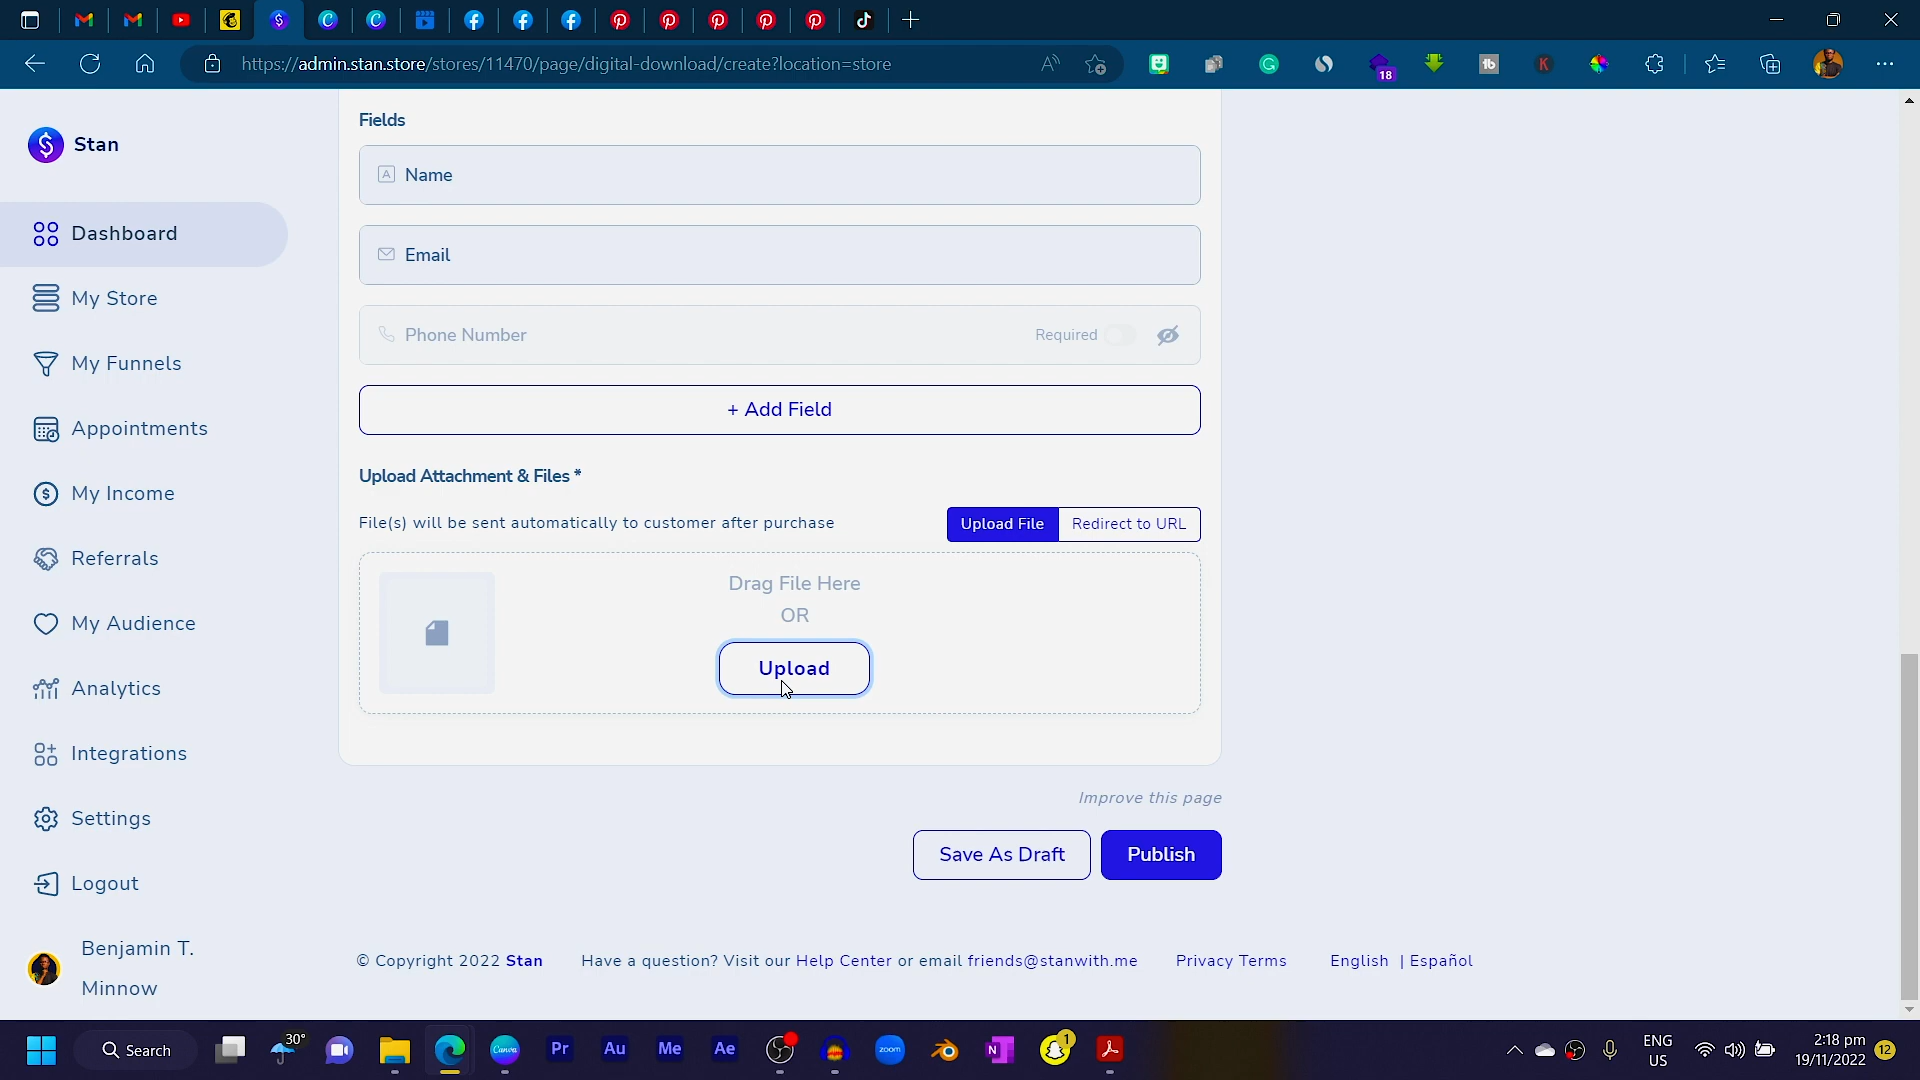 https://admin.stan.store/stores/11470/page/digital-download/create?location=store
18
Stan
Dashboard
My Store
My Funnels
Appointments
My Income
Referrals
My Audience
Analytics
Integrations
Settings
Logout
Benjamin T.
Minnow
Fields
Name
Email
Phone Number
Required
+ Add Field
Upload Attachment & Files *
File(s) will be sent automatically to customer after purchase
Upload File
Redirect to URL
Drag File Here
OR
Upload
Improve this page
Save As Draft
Publish
© Copyright 2022 Stan
Have a question? Visit our Help Center or email friends@stanwith.me
Privacy Terms
English | Español
Search
30°
Canva
Pr
Au
Me
Ae
zoom
N
1
ENG
US
2:18 pm
19/11/2022
12